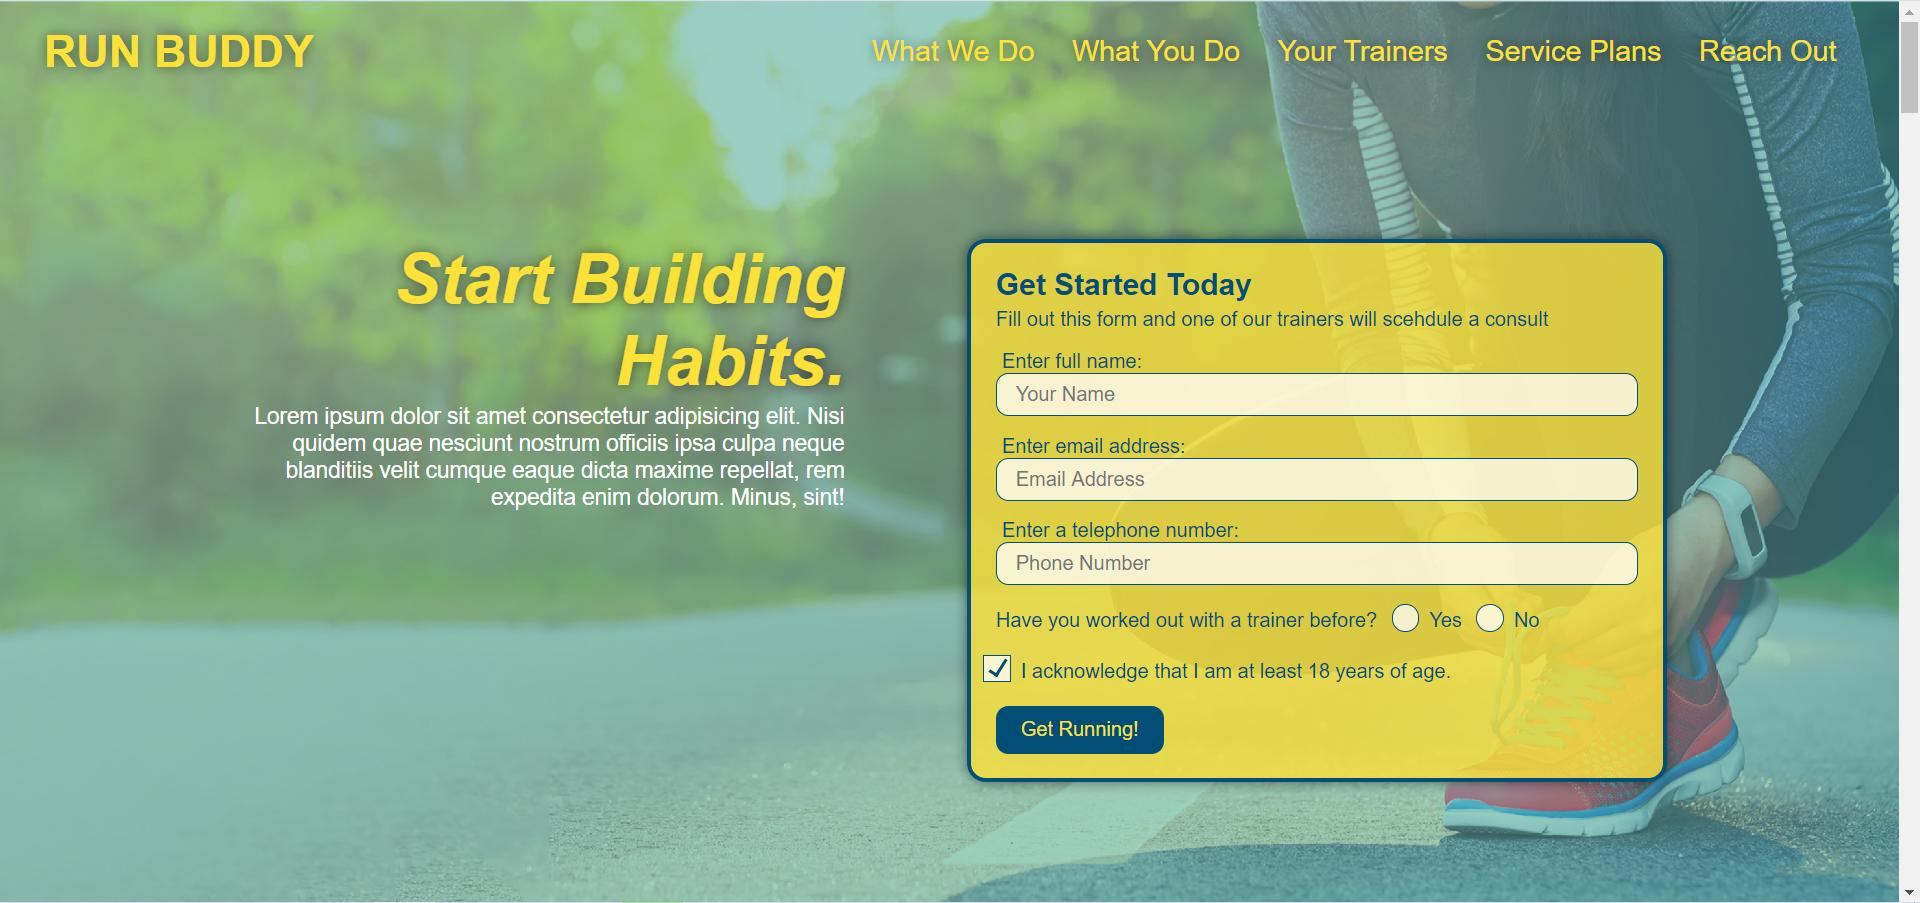 RUN BUDDY
What We Do
What You Do
Your Trainers
Service Plans
Reach Out
Start Building
Habits.
Lorem ipsum dolor sit amet consectetur adipisicing elit. Nisi
quidem quae nesciunt nostrum officiis ipsa culpa neque
blanditiis velit cumque eaque dicta maxime repellat, rem
expedita enim dolorum. Minus, sint!
Get Started Today
Fill out this form and one of our trainers will scehdule a consult
Enter full name:
Your Name
Enter email address:
Email Address
Enter a telephone number:
Phone Number
Have you worked out with a trainer before? Yes No
I acknowledge that I am at least 18 years of age.
Get Running!